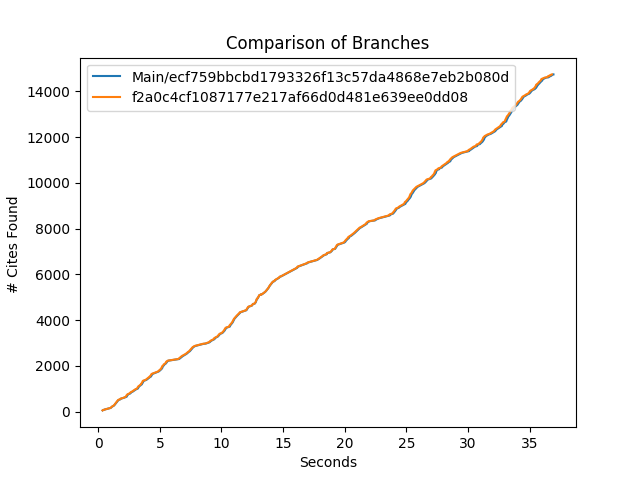 Comparison of Branches
Main/ecf759bbcbd1793326f13c57da4868e7eb2b080d
f2a0c4cf1087177e217af66d0d481e639ee0dd08
# Cites Found
14000
12000
10000
8000
6000
4000
2000
0
0 5 10 15 20 25 30 35
Seconds